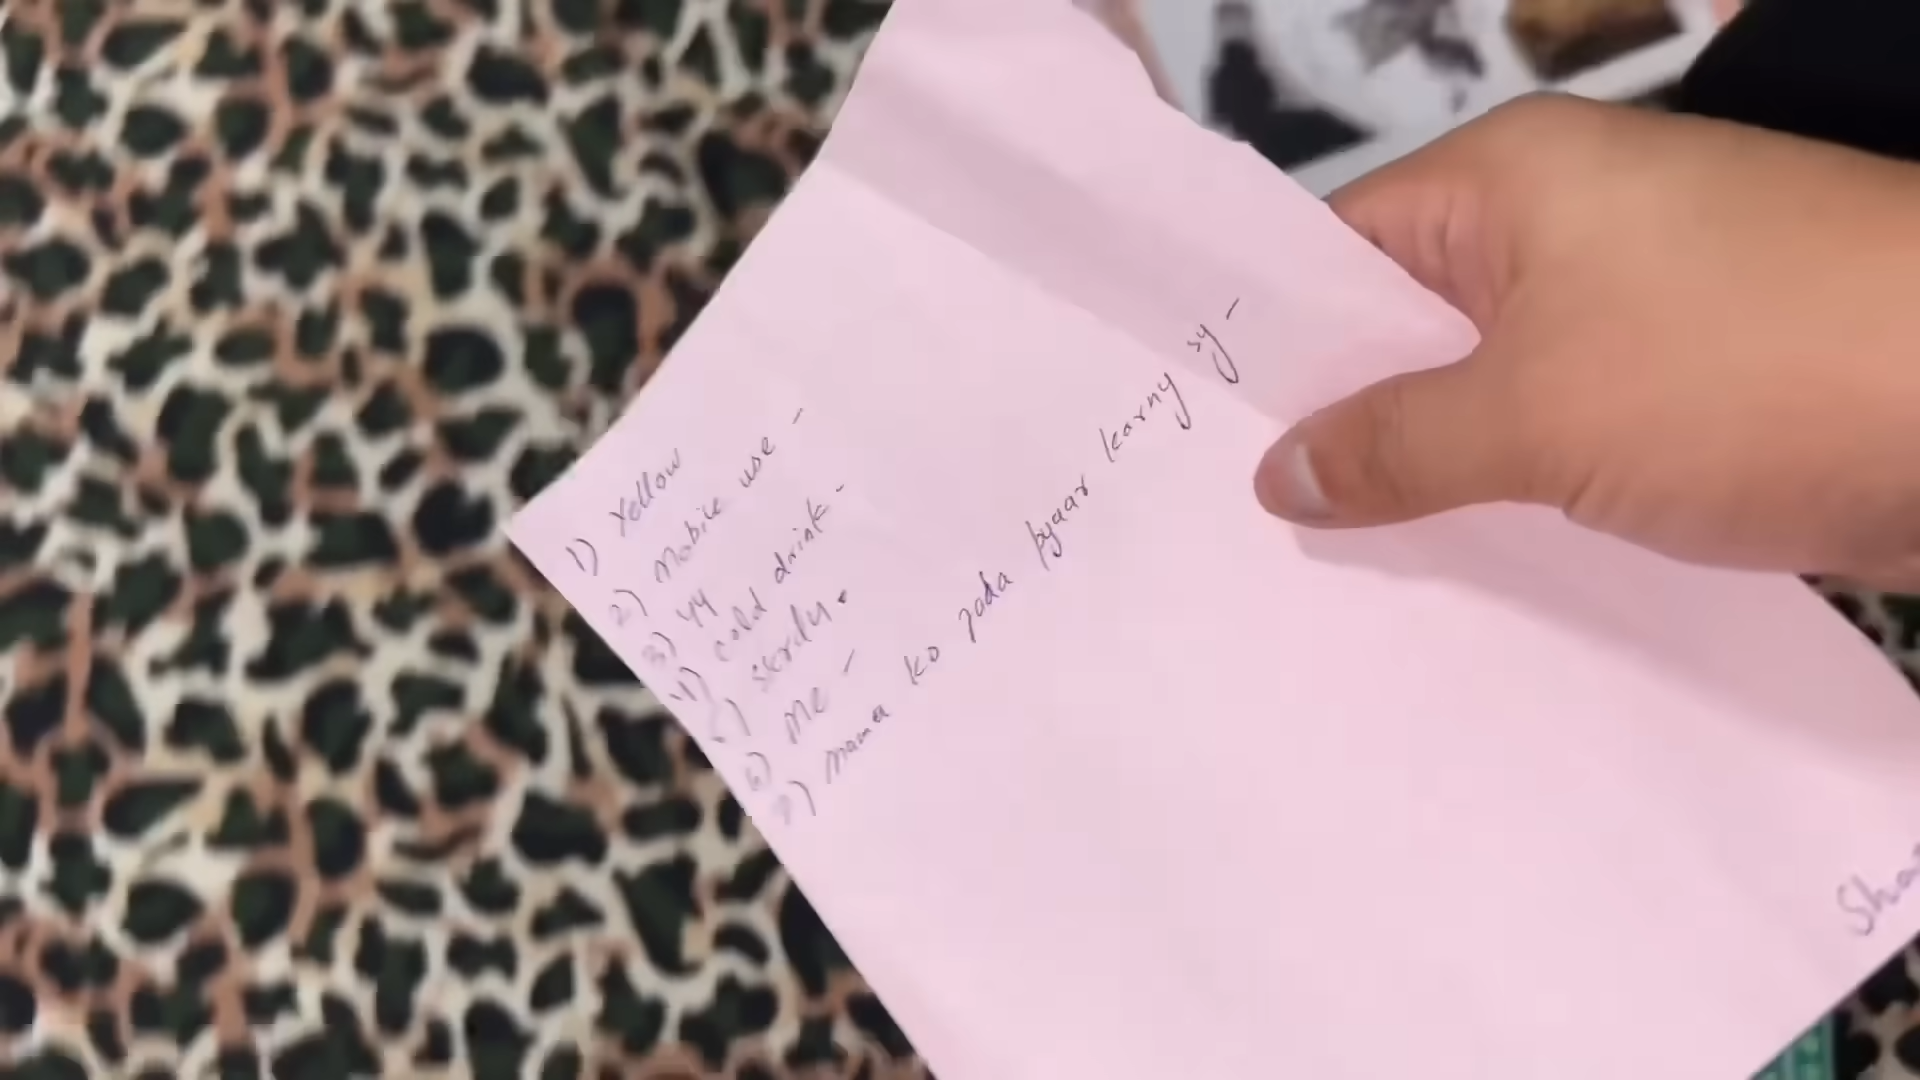 1) Yellow
2) Mobile use -
3) 44
4) cold drink -
5) Skrdu.
6) Me -
7) Mama ko zada pyaar karny sy -